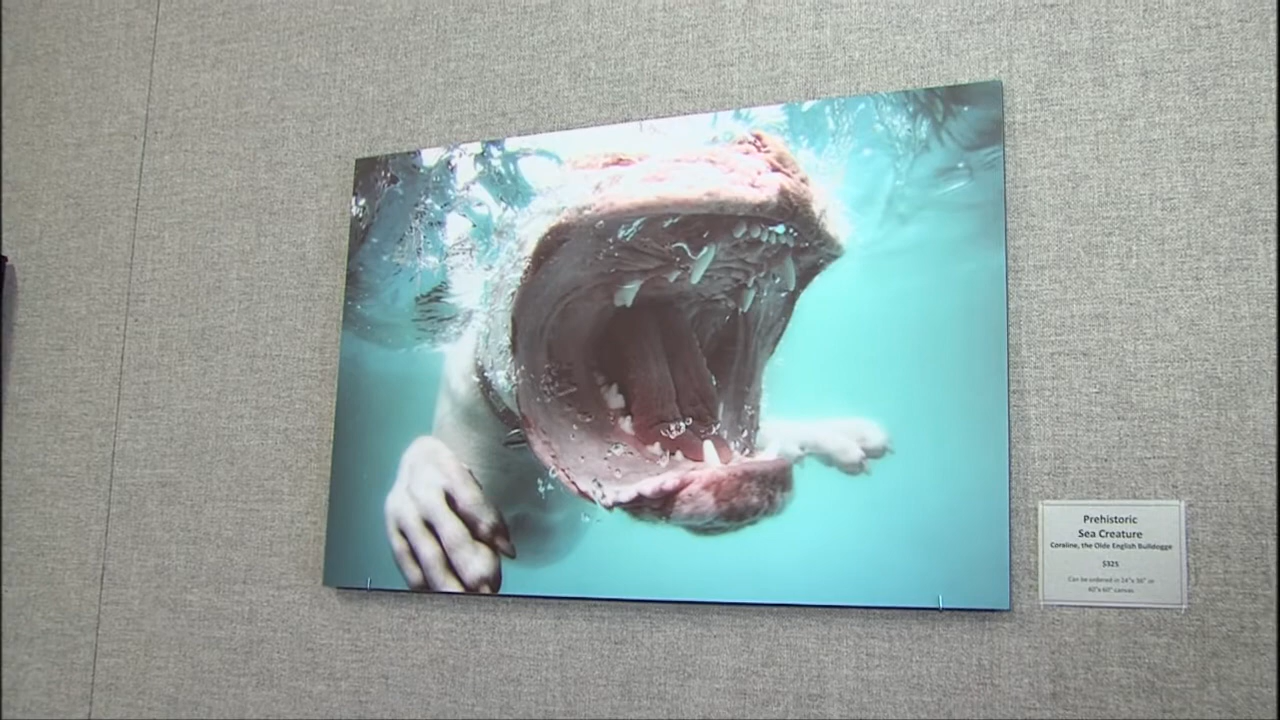 Prehistoric
Sea Creature
Coraline, the Olde English Bulldogge
$325
Can be ordered in 24"x 36" or
40"x 60" canvas